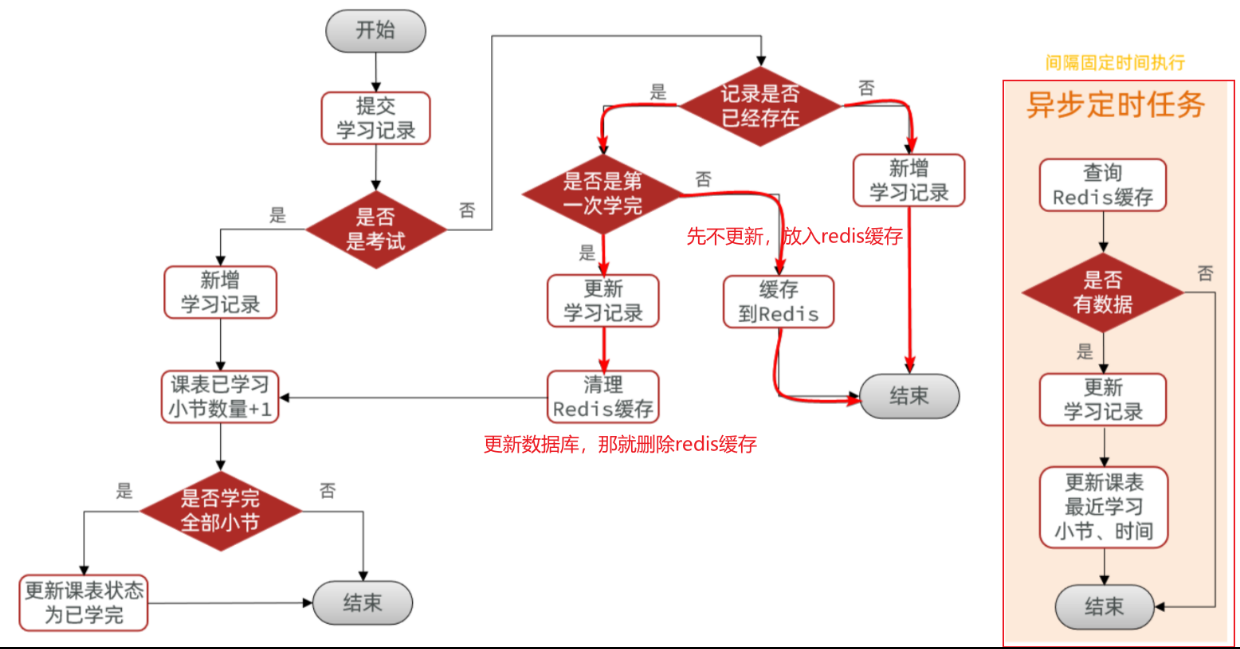 开始
提交
学习记录
是否
是考试
是
否
新增
学习记录
课表已学习
小节数量+1
是否学完
全部小节
是
否
更新课表状态
为已学完
结束
记录是否
已经存在
是
否
是否是第
一次学完
否
是
新增
学习记录
先不更新，放入redis缓存
更新
学习记录
缓存
到Redis
清理
Redis缓存
结束
更新数据库，那就删除redis缓存
间隔固定时间执行
异步定时任务
查询
Redis缓存
是否
有数据
否
是
更新
学习记录
更新课表
最近学习
小节、时间
结束